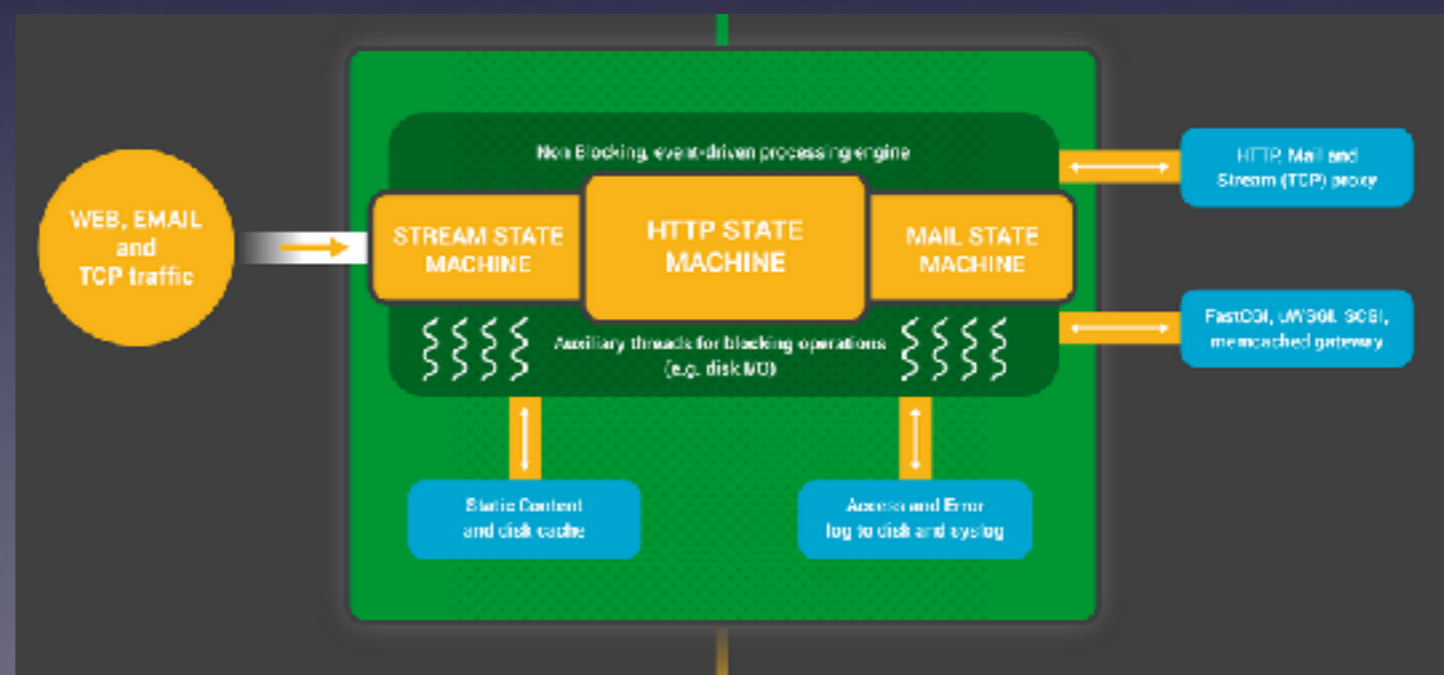 Non Blocking, event-driven processing engine
HTTP, Mail and
Stream (TCP) proxy
WEB, EMAIL
and
TCP traffic
STREAM STATE
MACHINE
HTTP STATE
MACHINE
MAIL STATE
MACHINE
FastCGI, uWSGI, SCGI,
memcached gateway
Auxiliary threads for blocking operations
(e.g. disk I/O)
Static Content
and disk cache
Access and Error
log to disk and syslog